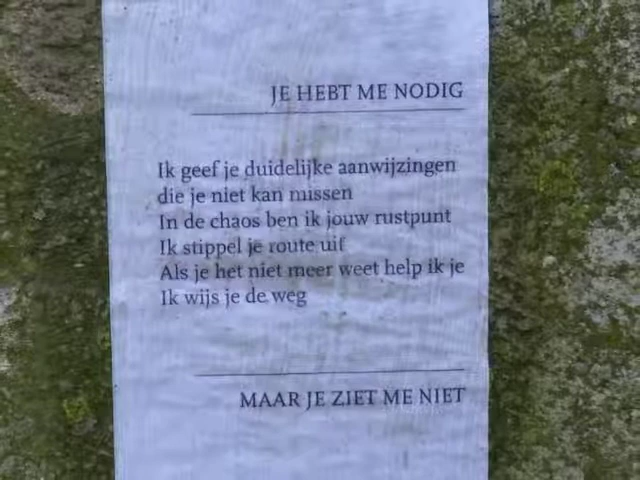 JE HEBT ME NODIG
Ik geef je duidelijke aanwijzingen
die je niet kan missen
In de chaos ben ik jouw rustpunt
Ik stippel je route uit
Als je het niet meer weet help ik je
Ik wijs je de weg
MAAR JE ZIET ME NIET